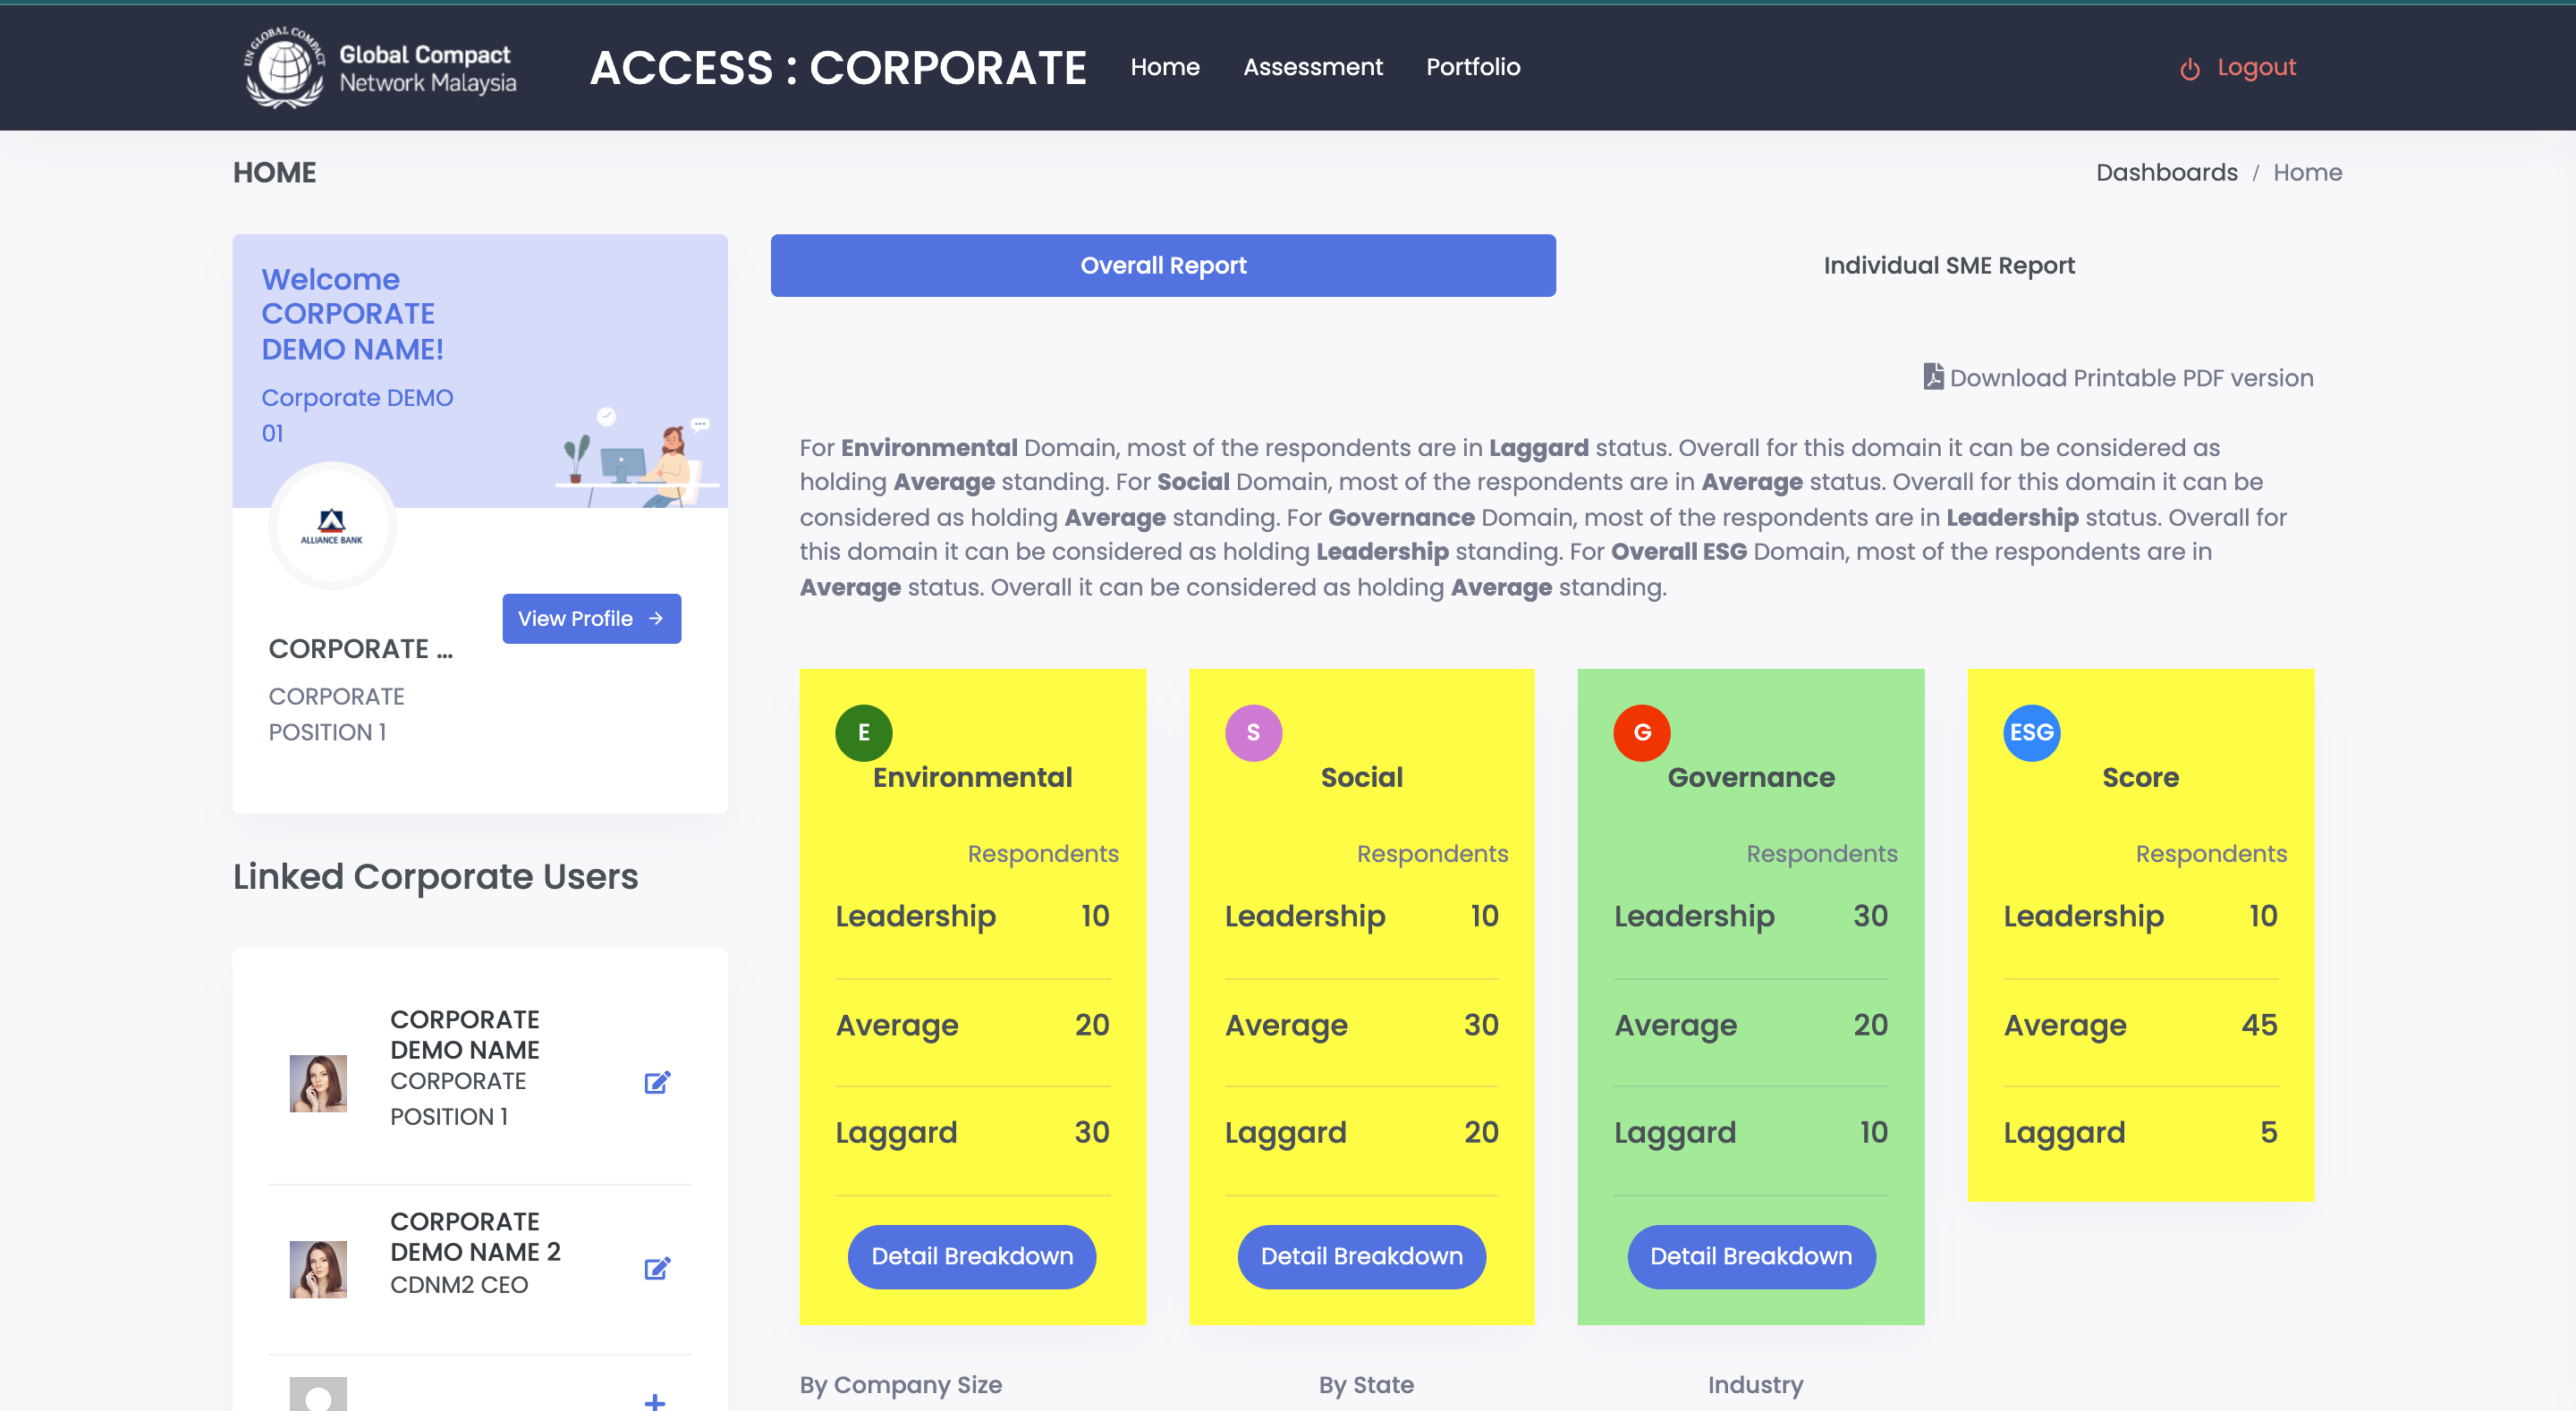 UN GLOBAL COMPACT
Global Compact
Network Malaysia
ACCESS : CORPORATE
Home
Assessment
Portfolio
Logout
HOME
Dashboards / Home
Welcome
CORPORATE
DEMO NAME!
Corporate DEMO
01
ALLIANCE BANK
View Profile
CORPORATE ...
CORPORATE
POSITION 1
Linked Corporate Users
CORPORATE
DEMO NAME
CORPORATE
POSITION 1
CORPORATE
DEMO NAME 2
CDNM2 CEO
Overall Report
Individual SME Report
Download Printable PDF version
For Environmental Domain, most of the respondents are in Laggard status. Overall for this domain it can be considered as
holding Average standing. For Social Domain, most of the respondents are in Average status. Overall for this domain it can be
considered as holding Average standing. For Governance Domain, most of the respondents are in Leadership status. Overall for
this domain it can be considered as holding Leadership standing. For Overall ESG Domain, most of the respondents are in
Average status. Overall it can be considered as holding Average standing.
E
Environmental
Respondents
Leadership 10
Average 20
Laggard 30
Detail Breakdown
S
Social
Respondents
Leadership 10
Average 30
Laggard 20
Detail Breakdown
G
Governance
Respondents
Leadership 30
Average 20
Laggard 10
Detail Breakdown
ESG
Score
Respondents
Leadership 10
Average 45
Laggard 5
By Company Size
By State
Industry